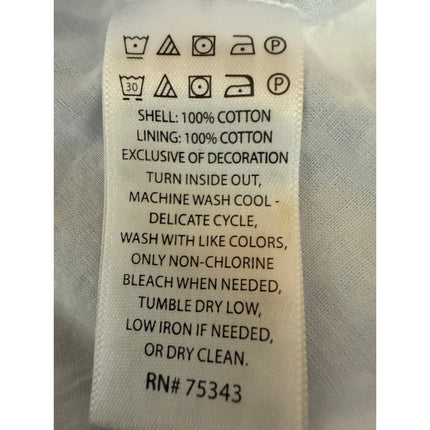 P
30 P
SHELL: 100% COTTON
LINING: 100% COTTON
EXCLUSIVE OF DECORATION
TURN INSIDE OUT,
MACHINE WASH COOL -
DELICATE CYCLE,
WASH WITH LIKE COLORS,
ONLY NON-CHLORINE
BLEACH WHEN NEEDED,
TUMBLE DRY LOW,
LOW IRON IF NEEDED,
OR DRY CLEAN.
RN# 75343